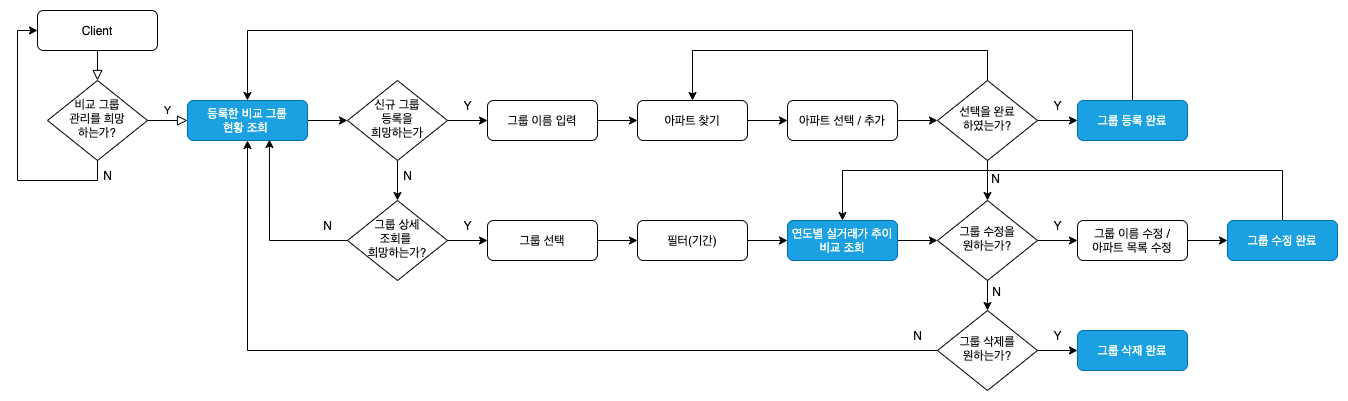 Client
비교 그룹
관리를 희망
하는가?
Y
N
등록한 비교 그룹
현황 조회
신규 그룹
등록을
희망하는가
Y
N
그룹 이름 입력
아파트 찾기
아파트 선택 / 추가
선택을 완료
하였는가?
Y
N
그룹 등록 완료
그룹 상세
조회를
희망하는가?
N
Y
그룹 선택
필터(기간)
연도별 실거래가 추이
비교 조회
그룹 수정을
원하는가?
Y
N
그룹 이름 수정 /
아파트 목록 수정
그룹 수정 완료
그룹 삭제를
원하는가?
N
Y
그룹 삭제 완료